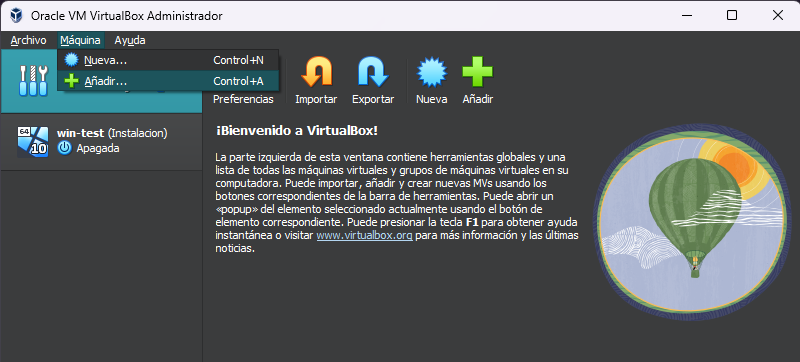 Oracle VM VirtualBox Administrador
Archivo Máquina Ayuda
Nueva... Control+N
Añadir... Control+A
Preferencias Importar Exportar Nueva Añadir
64
10
win-test (Instalacion)
Apagada
¡Bienvenido a VirtualBox!
La parte izquierda de esta ventana contiene herramientas globales y una
lista de todas las máquinas virtuales y grupos de máquinas virtuales en su
computadora. Puede importar, añadir y crear nuevas MVs usando los
botones correspondientes de la barra de herramientas. Puede abrir un
«popup» del elemento seleccionado actualmente usando el botón de
elemento correspondiente. Puede presionar la tecla F1 para obtener ayuda
instantánea o visitar www.virtualbox.org para más información y las últimas
noticias.